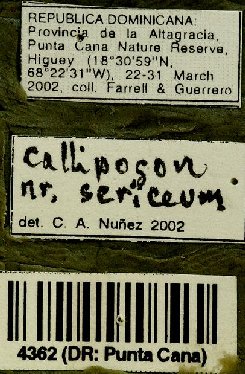 REPUBLICA DOMINICANA:
Provincia de la Altagracia,
Punta Cana Nature Reserve,
Higuey (18°30'59"N,
68°22'31"W), 22-31 March
2002, coll. Farrell & Guerrero
Callipogon
nr. sericeum
det. C. A. Nuñez 2002
4362 (DR: Punta Cana)